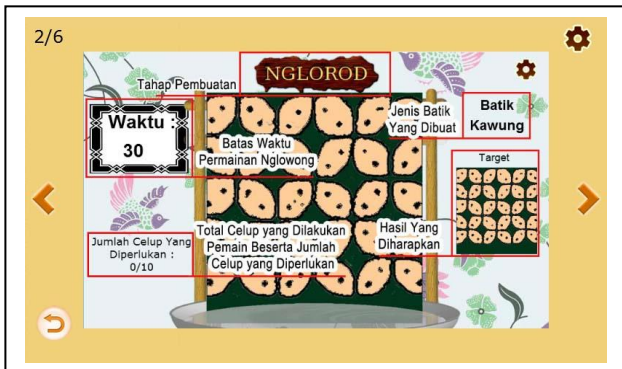 2/6
NGLOROD
Tahap Pembuatan
Waktu :
30
Batas Waktu
Permainan Nglowong
Jenis Batik
Yang Dibuat
Batik
Kawung
Target
Jumlah Celup Yang
Diperlukan :
0/10
Total Celup yang Dilakukan
Pemain Beserta Jumlah
Celup yang Diperlukan
Hasil Yang
Diharapkan